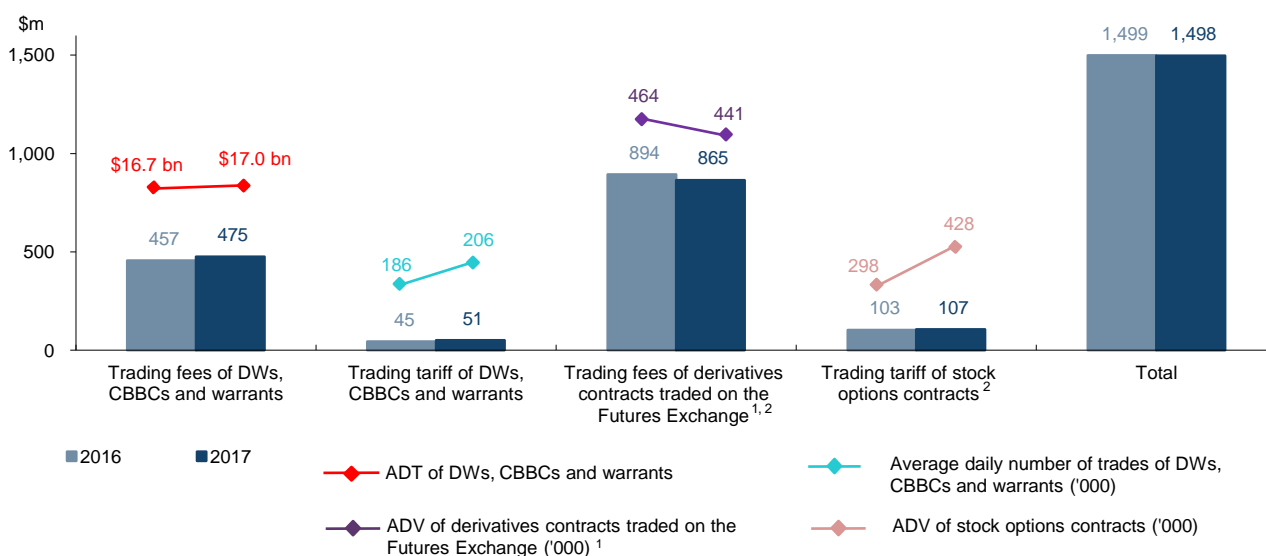 $m
1,500
1,000
500
0
$16.7 bn
$17.0 bn
457
475
186
206
45
51
464
441
894
865
298
428
103
107
1,499
1,498
Trading fees of DWs,
CBBCs and warrants
Trading tariff of DWs,
CBBCs and warrants
Trading fees of derivatives
contracts traded on the
Futures Exchange 1, 2
Trading tariff of stock
options contracts 2
Total
2016
2017
ADT of DWs, CBBCs and warrants
Average daily number of trades of DWs,
CBBCs and warrants ('000)
ADV of derivatives contracts traded on the
Futures Exchange ('000) 1
ADV of stock options contracts ('000)